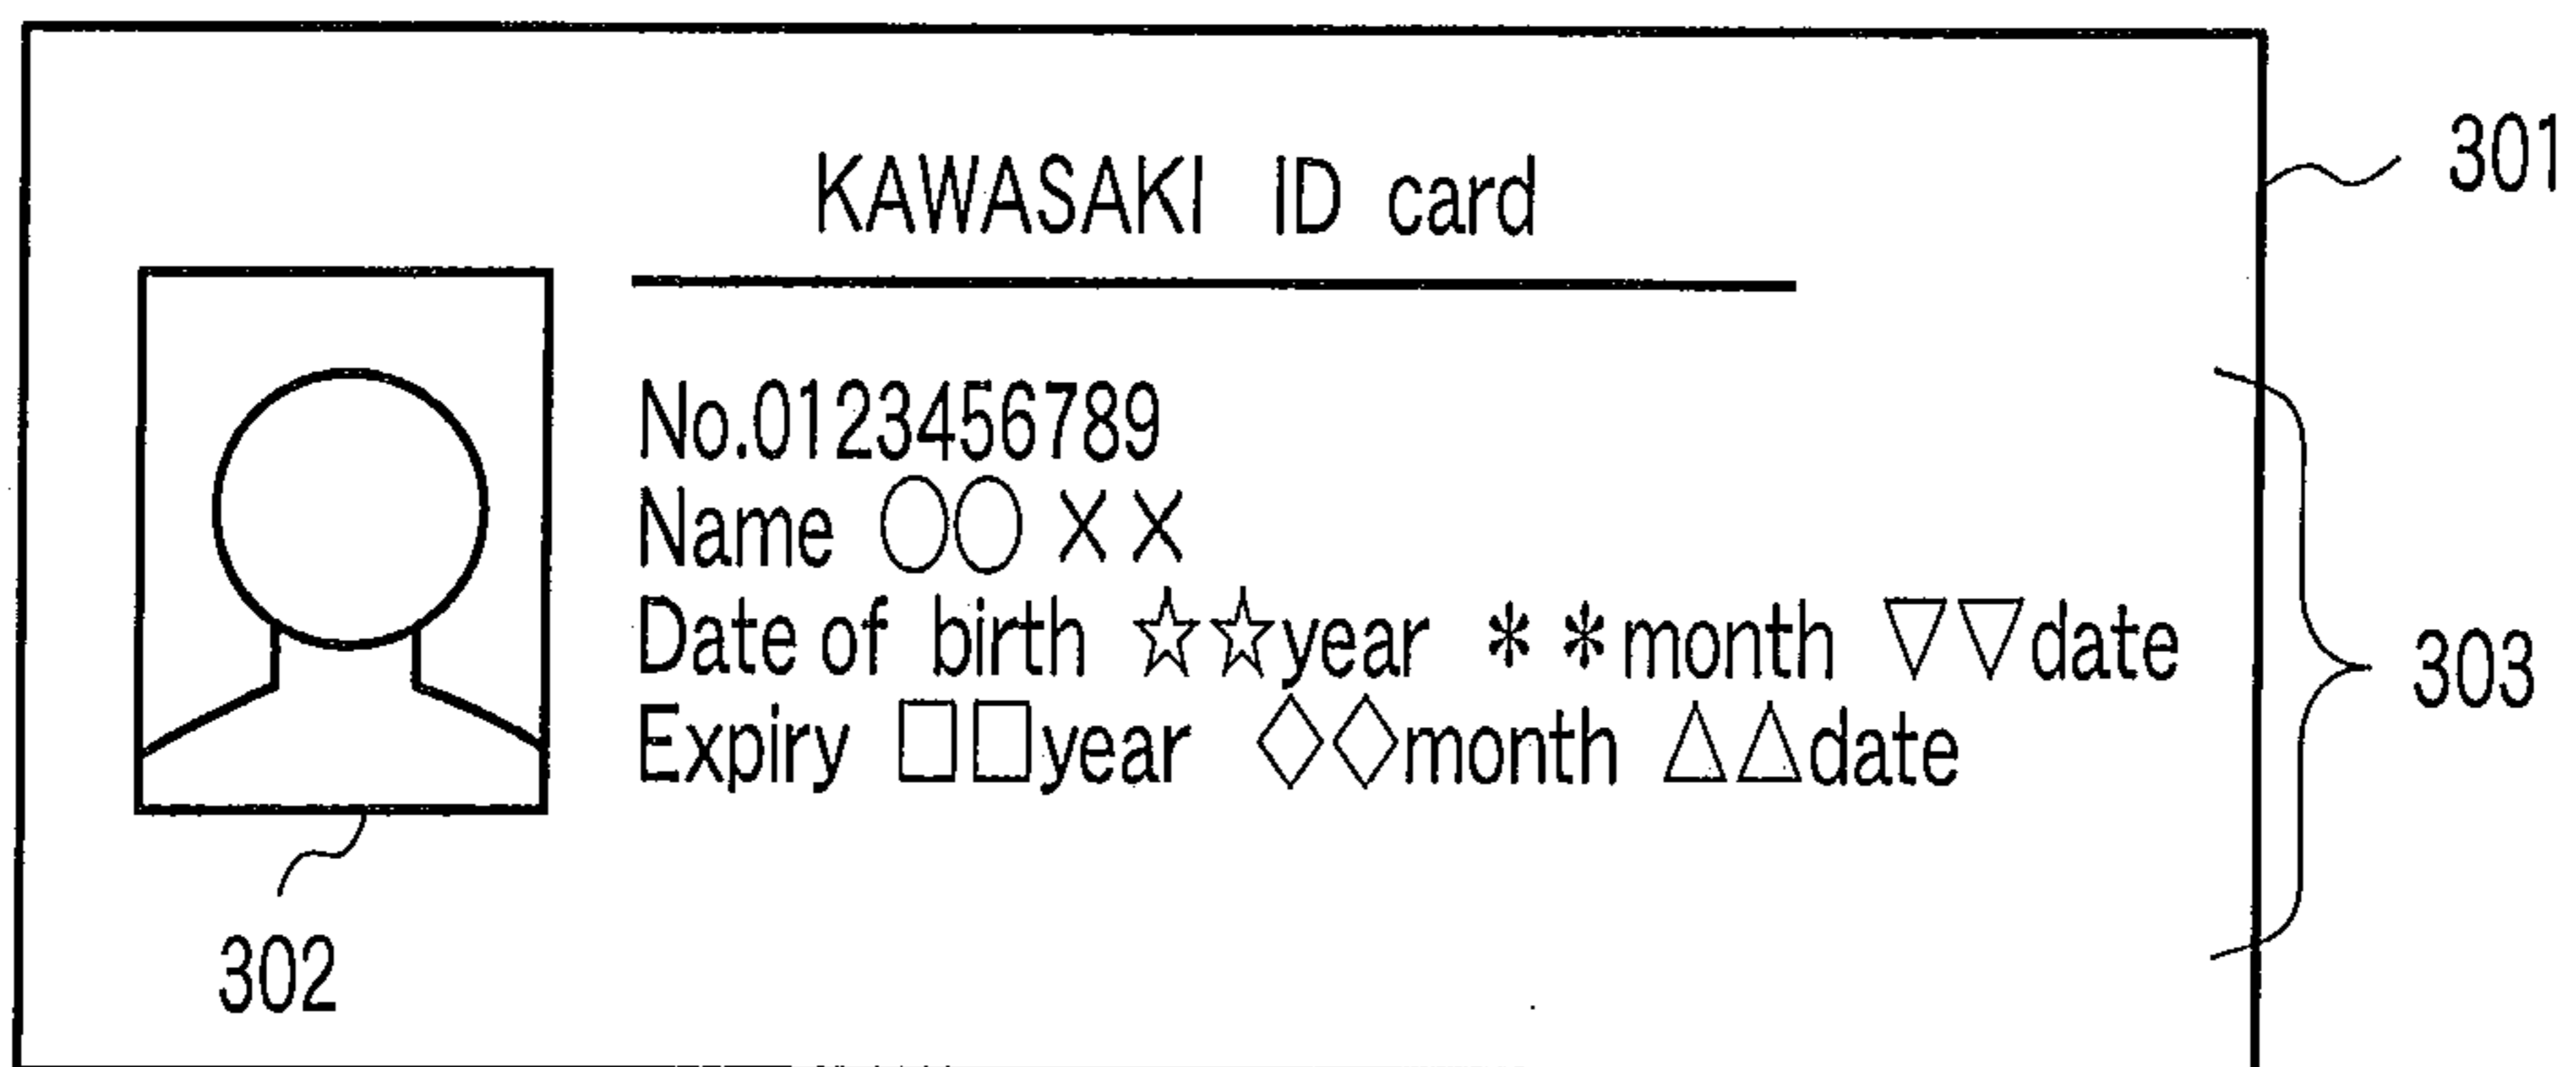 KAWASAKI ID card
301
No.0123456789
Name ○○ ××
Date of birth ☆☆year **month ▽▽date
Expiry □□year ◇◇month △△date
303
302